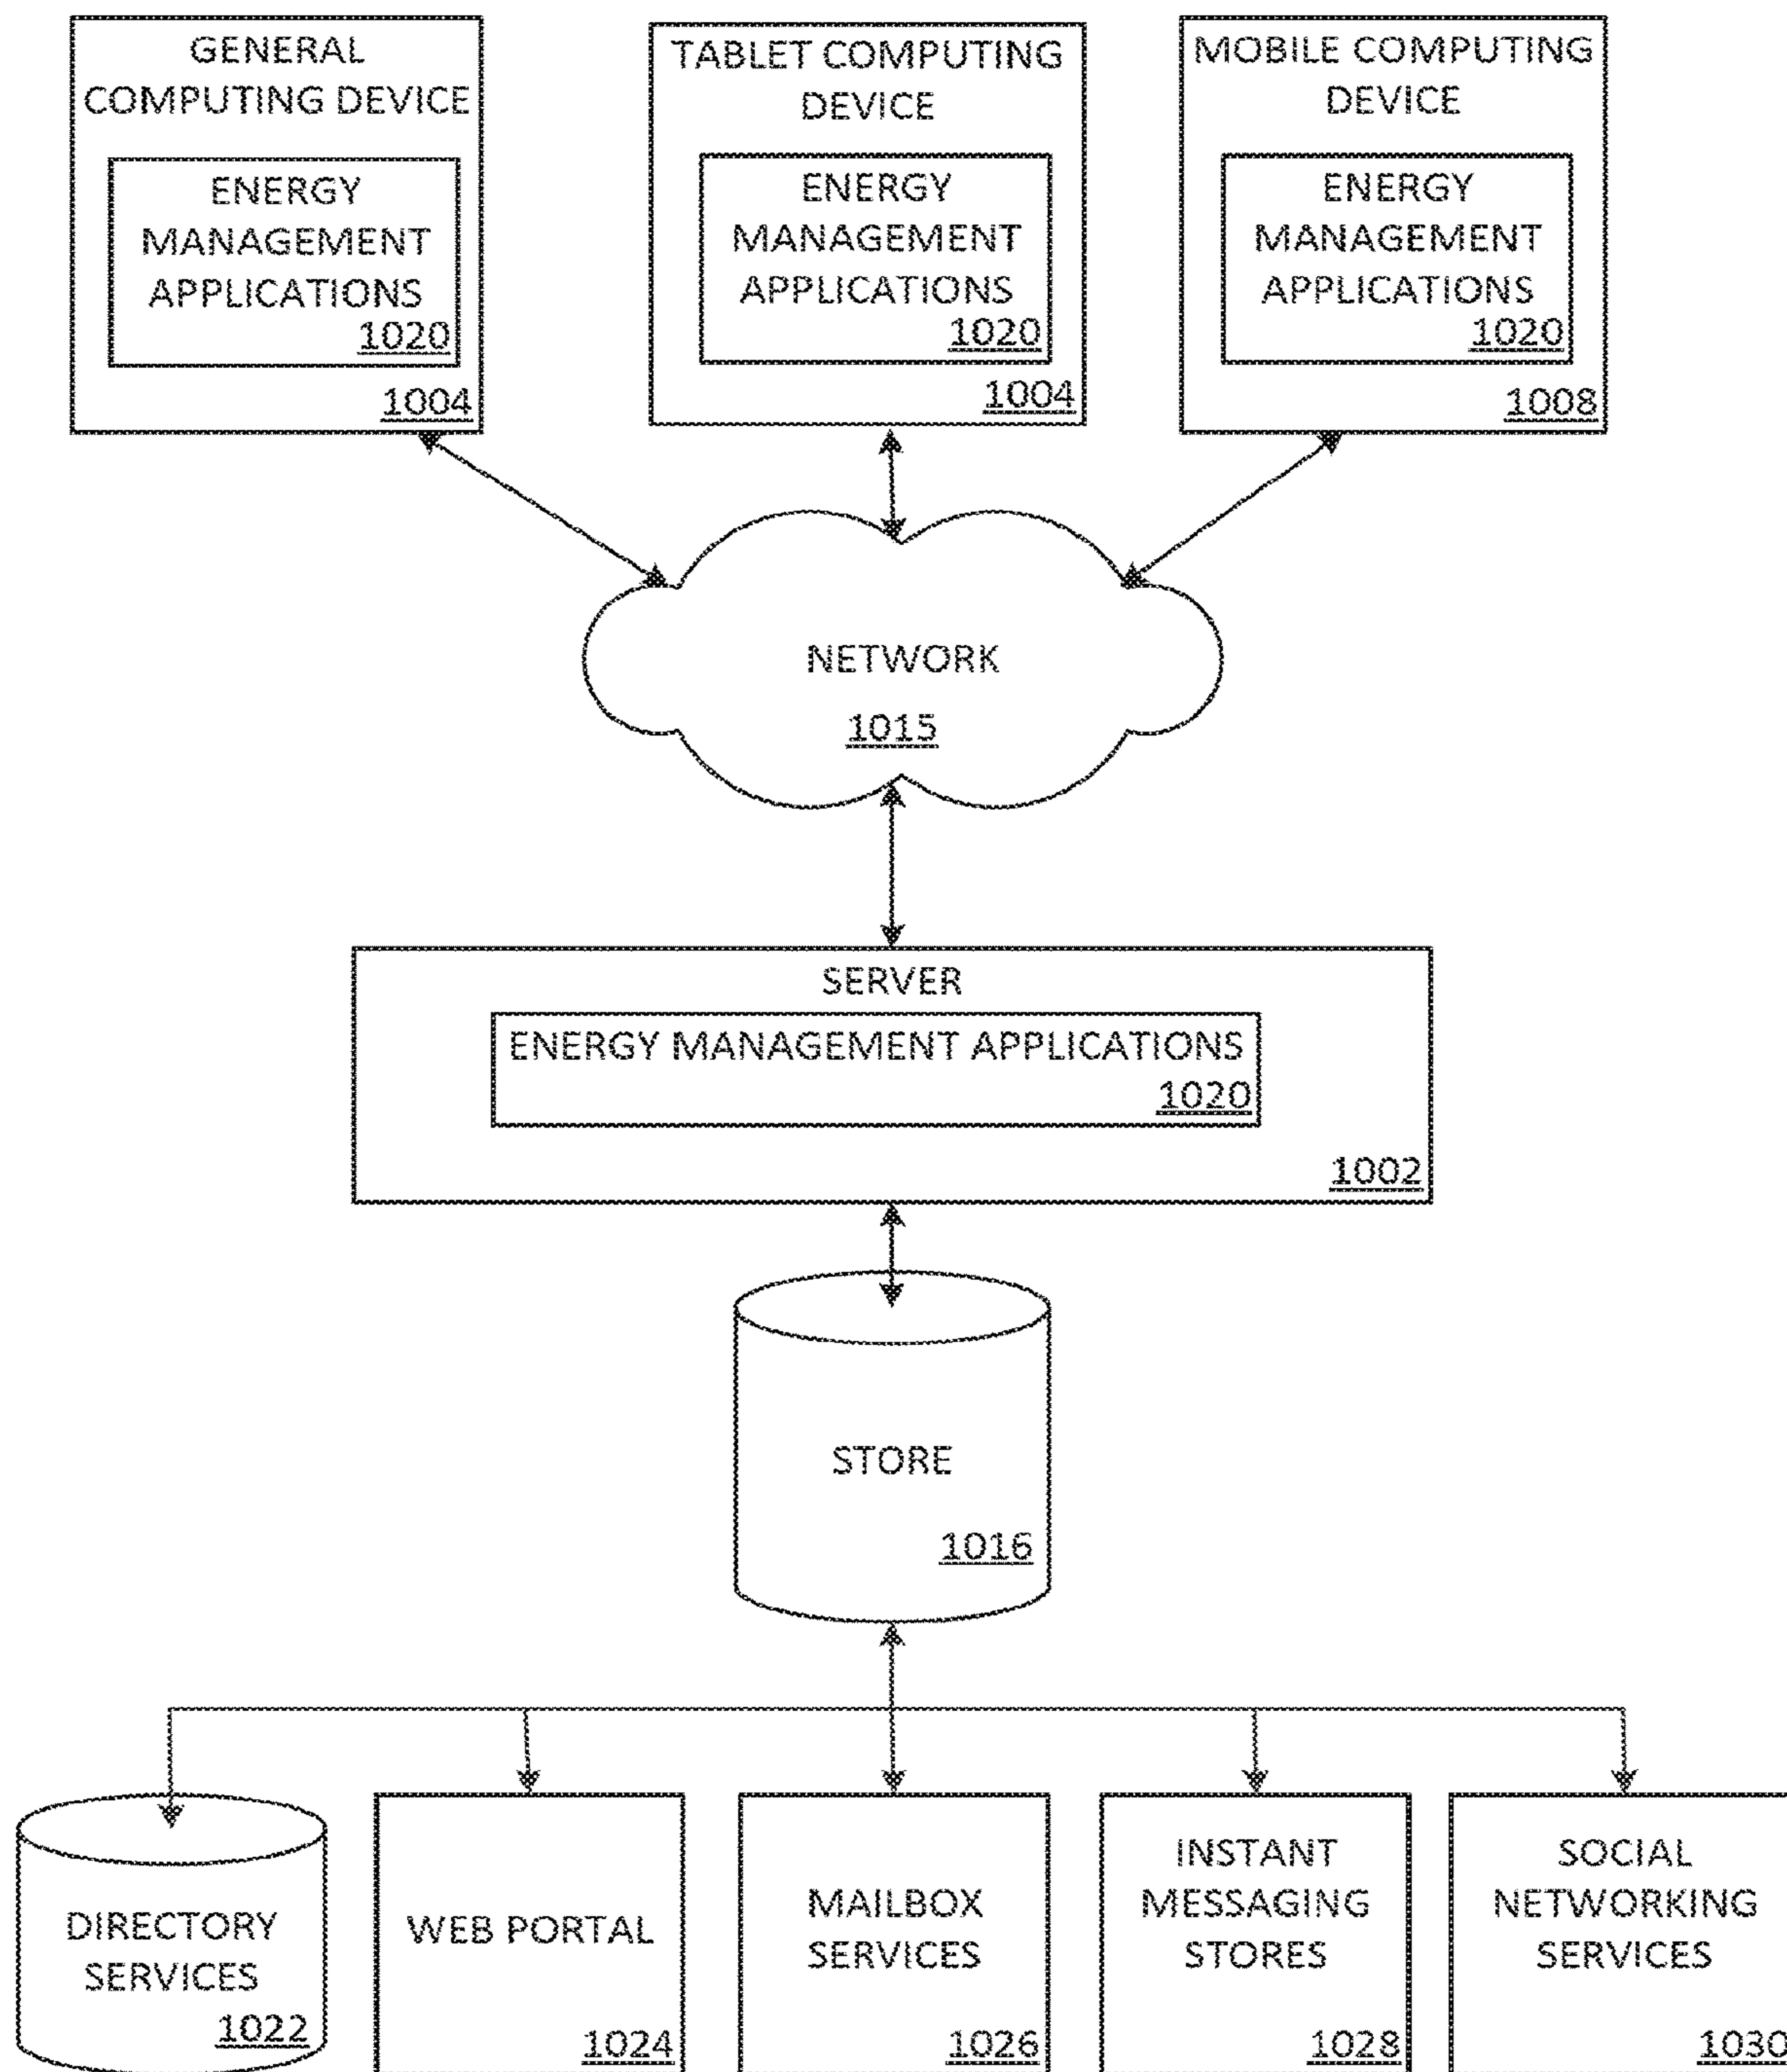 GENERAL
COMPUTING DEVICE
ENERGY
MANAGEMENT
APPLICATIONS
1020
1004
TABLET COMPUTING
DEVICE
ENERGY
MANAGEMENT
APPLICATIONS
1020
1004
MOBILE COMPUTING
DEVICE
ENERGY
MANAGEMENT
APPLICATIONS
1020
1008
NETWORK
1015
SERVER
ENERGY MANAGEMENT APPLICATIONS
1020
1002
STORE
1016
DIRECTORY
SERVICES
1022
WEB PORTAL
1024
MAILBOX
SERVICES
1026
INSTANT
MESSAGING
STORES
1028
SOCIAL
NETWORKING
SERVICES
1030